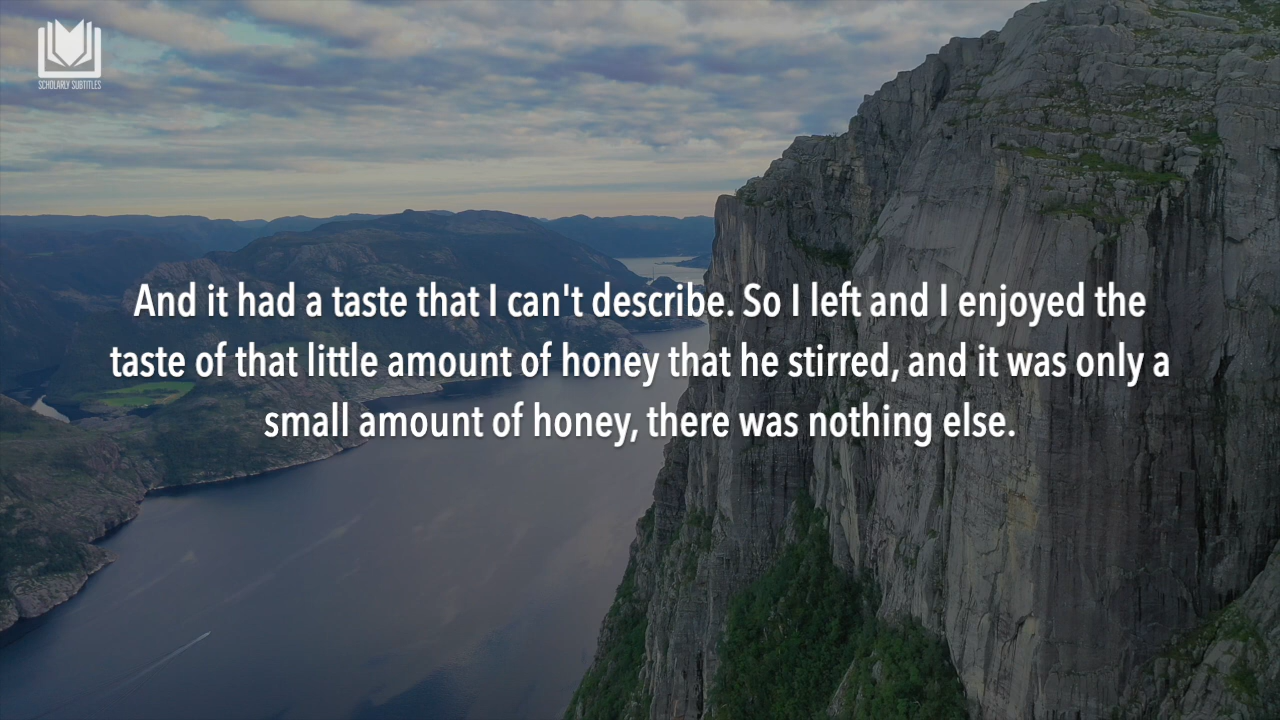 SCHOLARLY SUBTITLES
And it had a taste that I can't describe. So I left and I enjoyed the
taste of that little amount of honey that he stirred, and it was only a
small amount of honey, there was nothing else.